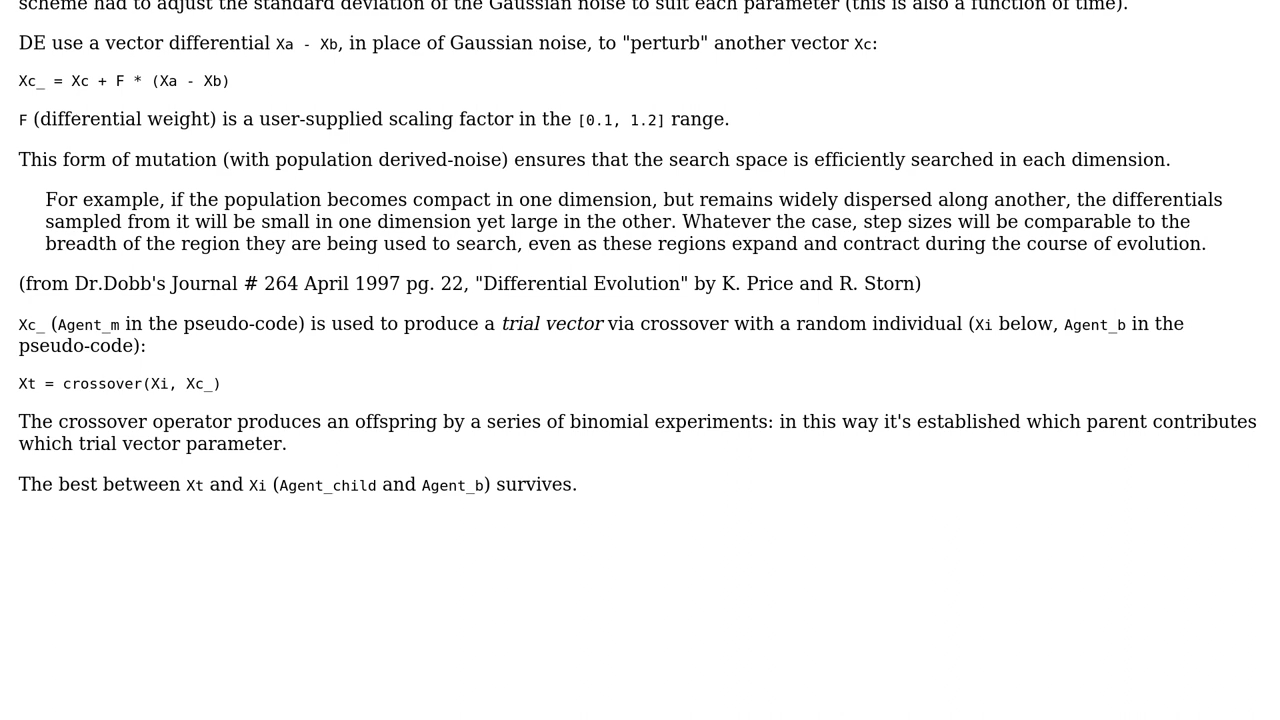 scheme had to adjust the standard deviation of the Gaussian noise to suit each parameter (this is also a function of time).
DE use a vector differential Xa - Xb, in place of Gaussian noise, to "perturb" another vector Xc:
Xc_ = Xc + F * (Xa - Xb)
F (differential weight) is a user-supplied scaling factor in the [0.1, 1.2] range.
This form of mutation (with population derived-noise) ensures that the search space is efficiently searched in each dimension.
For example, if the population becomes compact in one dimension, but remains widely dispersed along another, the differentials
sampled from it will be small in one dimension yet large in the other. Whatever the case, step sizes will be comparable to the
breadth of the region they are being used to search, even as these regions expand and contract during the course of evolution.
(from Dr.Dobb's Journal # 264 April 1997 pg. 22, "Differential Evolution" by K. Price and R. Storn)
Xc_ (Agent_m in the pseudo-code) is used to produce a trial vector via crossover with a random individual (Xi below, Agent_b in the
pseudo-code):
Xt = crossover(Xi, Xc_)
The crossover operator produces an offspring by a series of binomial experiments: in this way it's established which parent contributes
which trial vector parameter.
The best between Xt and Xi (Agent_child and Agent_b) survives.